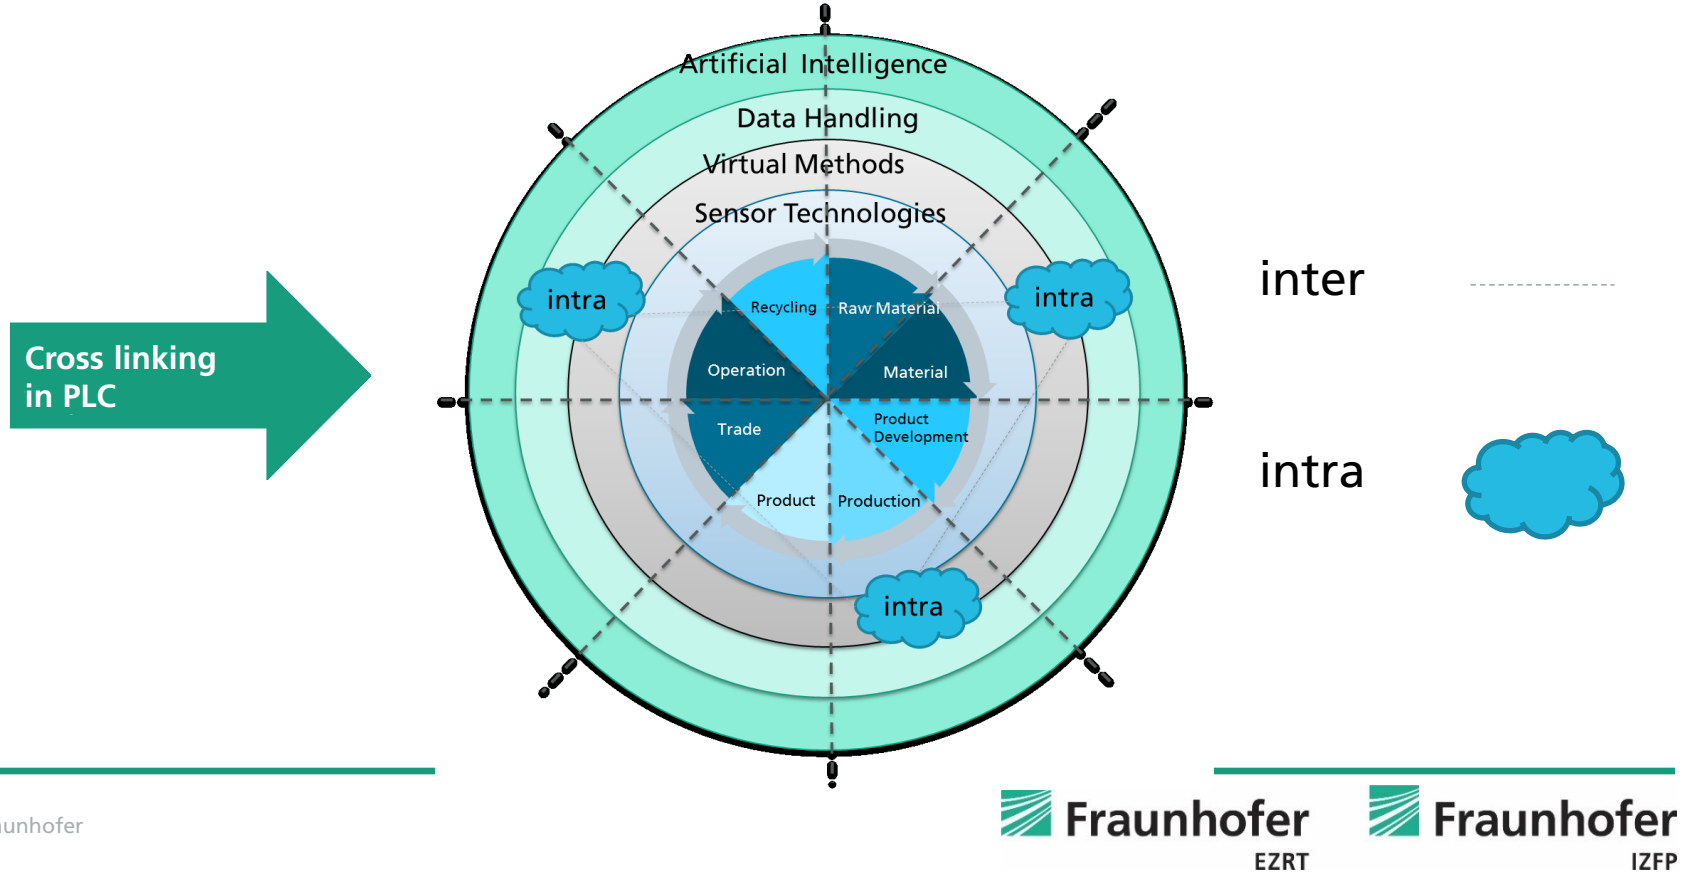 Artificial Intelligence
Data Handling
Virtual Methods
Sensor Technologies
intra
intra
inter
Recycling
Raw Material
Cross linking
in PLC
Operation
Material
Trade
Product
Development
intra
Product
Production
intra
Fraunhofer
EZRT
Fraunhofer
IZFP